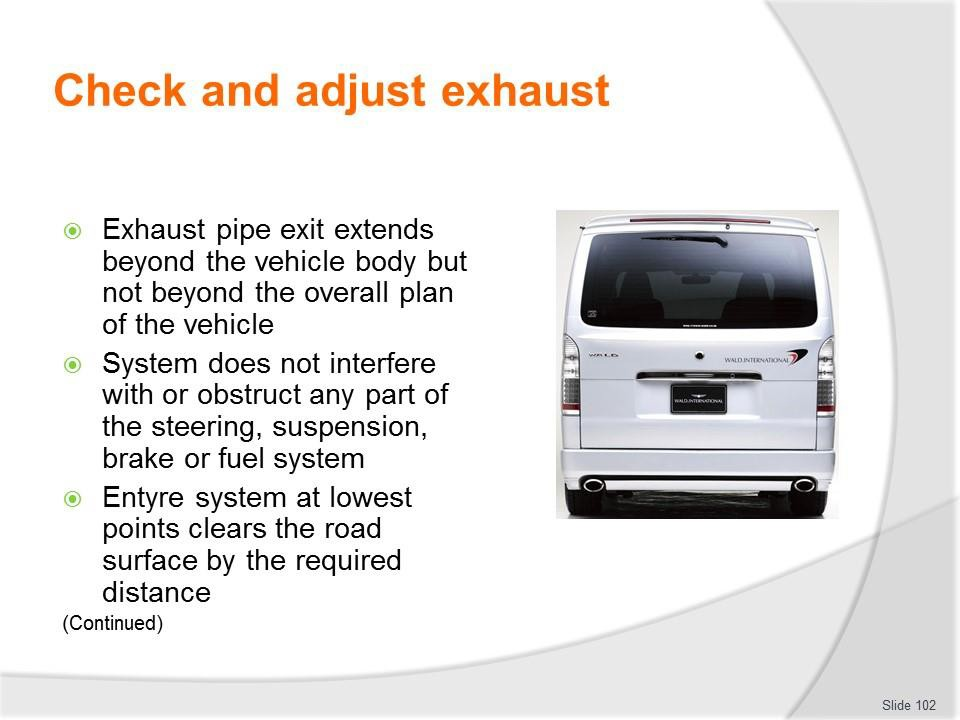 Check and adjust exhaust
Exhaust pipe exit extends
beyond the vehicle body but
not beyond the overall plan
of the vehicle
System does not interfere
with or obstruct any part of
the steering, suspension,
brake or fuel system
Entyre system at lowest
points clears the road
surface by the required
distance
(Continued)
WALD
WALD.INTERNATIONAL
WALD.INTERNATIONAL
Slide 102